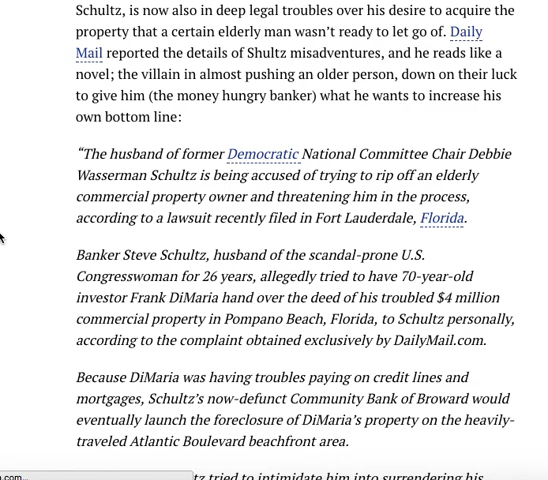 Schultz, is now also in deep legal troubles over his desire to acquire the
property that a certain elderly man wasn't ready to let go of. Daily
Mail reported the details of Shultz misadventures, and he reads like a
novel; the villain in almost pushing an older person, down on their luck
to give him (the money hungry banker) what he wants to increase his
own bottom line:
“The husband of former Democratic National Committee Chair Debbie
Wasserman Schultz is being accused of trying to rip off an elderly
commercial property owner and threatening him in the process,
according to a lawsuit recently filed in Fort Lauderdale, Florida.
Banker Steve Schultz, husband of the scandal-prone U.S.
Congresswoman for 26 years, allegedly tried to have 70-year-old
investor Frank DiMaria hand over the deed of his troubled $4 million
commercial property in Pompano Beach, Florida, to Schultz personally,
according to the complaint obtained exclusively by DailyMail.com.
Because DiMaria was having troubles paying on credit lines and
mortgages, Schultz's now-defunct Community Bank of Broward would
eventually launch the foreclosure of DiMaria's property on the heavily-
traveled Atlantic Boulevard beachfront area.
tz tried to intimidate him into surrendering his